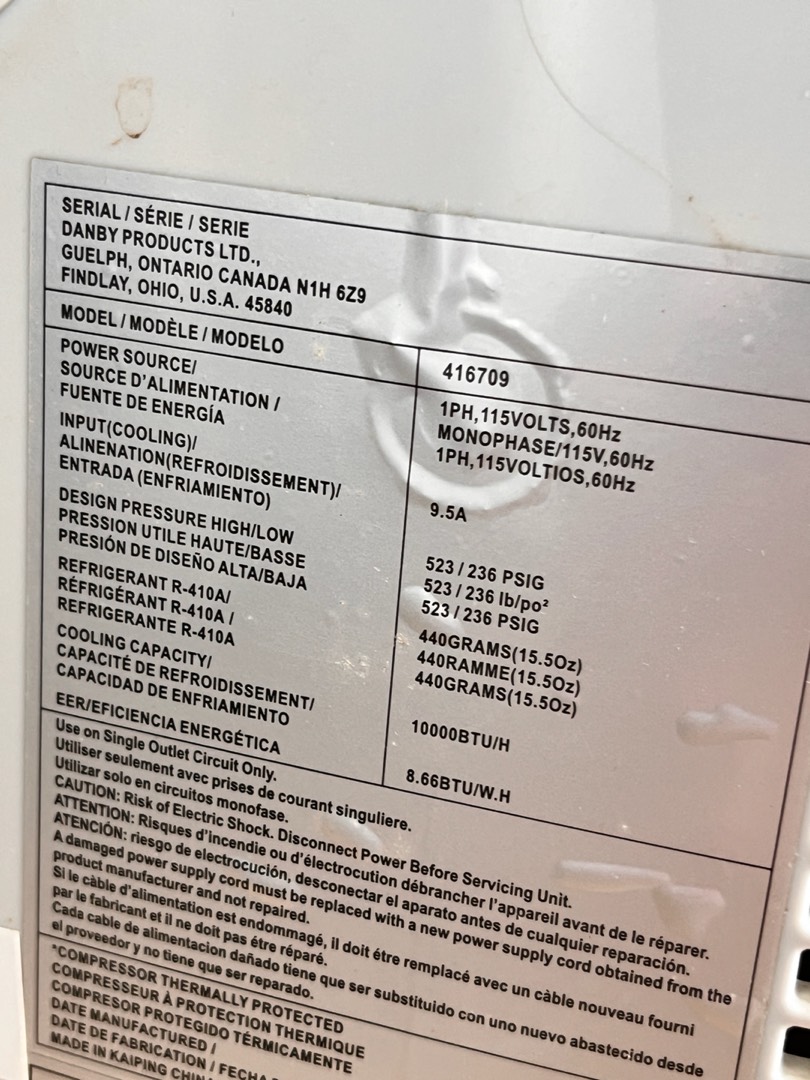 SERIAL / SÉRIE / SERIE
DANBY PRODUCTS LTD.,
GUELPH, ONTARIO CANADA N1H 6Z9
FINDLAY, OHIO, U.S.A. 45840
MODEL / MODÈLE / MODELO
416709
POWER SOURCE/
SOURCE D'ALIMENTATION /
FUENTE DE ENERGÍA
1PH,115VOLTS,60Hz
MONOPHASE/115V,60Hz
1PH,115VOLTIOS,60Hz
INPUT(COOLING)/
ALINENATION(REFROIDISSEMENT)/
ENTRADA (ENFRIAMIENTO)
9.5A
DESIGN PRESSURE HIGH/LOW
PRESSION UTILE HAUTE/BASSE
PRESIÓN DE DISEÑO ALTA/BAJA
523 / 236 PSIG
523 / 236 lb/po²
523 / 236 PSIG
REFRIGERANT R-410A/
RÉFRIGÉRANT R-410A /
REFRIGERANTE R-410A
440GRAMS(15.5Oz)
440RAMME(15.5Oz)
440GRAMS(15.5Oz)
COOLING CAPACITY/
CAPACITÉ DE REFROIDISSEMENT/
CAPACIDAD DE ENFRIAMIENTO
10000BTU/H
EER/EFICIENCIA ENERGÉTICA
8.66BTU/W.H
Use on Single Outlet Circuit Only.
Utiliser seulement avec prises de courant singuliere.
Utilizar solo en circuitos monofase.
CAUTION: Risk of Electric Shock. Disconnect Power Before Servicing Unit.
ATTENTION: Risques d'incendie ou d'électrocution débrancher l'appareil avant de le réparer.
ATENCIÓN: riesgo de electrocución, desconectar el aparato antes de cualquier reparación.
A damaged power supply cord must be replaced with a new power supply cord obtained from the
product manufacturer and not repaired.
Si le càble d'alimentation est endommagé, il doit étre remplacé avec un càble nouveau fourni
par le fabricant et il ne doit pas étre réparé.
Cada cable de alimentacion dañado tiene que ser substituido con uno nuevo abastecido desde
el proveedor y no tiene que ser reparado.
*COMPRESSOR THERMALLY PROTECTED
COMPRESSEUR À PROTECTION THERMIQUE
COMPRESOR PROTEGIDO TÉRMICAMENTE
DATE MANUFACTURED /
DATE DE FABRICATION / FECHA
MADE IN KAIPING